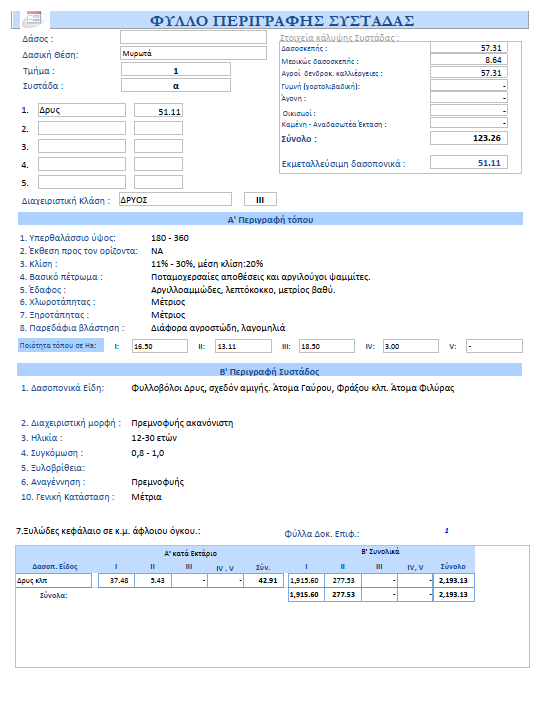 ΦΥΛΛΟ ΠΕΡΙΓΡΑΦΗΣ ΣΥΣΤΑΔΑΣ
Δάσος :
Δασική Θέση: Μυρωτά
Τμήμα : 1
Συστάδα : α
Στοιχεία κάλυψης Συστάδας :
Δασοσκεπής : 57.31
Μερικώς δασοσκεπής : 8.64
Αγροί δενδροκ. καλλιέργειες : 57.31
Γυμνή (χορτολιβαδική): -
Άγονη : -
Οικισμοί : -
Καμένη - Αναδασωτέα Έκταση : -
Σύνολο : 123.26
Εκμεταλλεύσιμη δασοπονικά : 51.11
1. Δρυς 51.11
2.
3.
4.
5.
Διαχειριστική Κλάση : ΔΡΥΟΣ III
Α' Περιγραφή τόπου
1. Υπερθαλάσσιο ύψος: 180 - 360
2. Έκθεση προς τον ορίζοντα: ΝΑ
3. Κλίση : 11% - 30%, μέση κλίση:20%
4. Βασικό πέτρωμα : Ποταμοχερσαίες αποθέσεις και αργιλούχοι ψαμμίτες.
5. Έδαφος : Αργιλλοαμμώδες, λεπτόκοκκο, μετρίος βαθύ.
6. Χλωροτάπητας : Μέτριος
7. Ξηροτάπητας : Μέτριος
8. Παρεδάφια βλάστηση : Διάφορα αγροστώδη, λαγομηλιά
Ποιότητα τόπου σε Ha: I: 16.50 II: 13.11 III: 18.50 IV: 3.00 V: -
Β' Περιγραφή Συστάδος
1. Δασοπονικά Είδη: Φυλλοβόλοι Δρυς, σχεδόν αμιγής. Άτομα Γαύρου, Φράξου κλπ. Άτομα Φιλύρας
2. Διαχειριστική μορφή : Πρεμνοφυής ακανόνιστη
3. Ηλικία : 12-30 ετών
4. Συγκόμωση : 0,8 - 1,0
5. Ξυλοβρίθεια:
6. Αναγέννηση : Πρεμνοφυής
10. Γενική Κατάσταση : Μέτρια
7.Ξυλώδες κεφάλαιο σε κ.μ. άφλοιου όγκου.: Φύλλα Δοκ. Επιφ.: 1
Α' κατά Εκτάριο Β' Συνολικά
Δασοπ. Είδος I II III IV . V Σύν. I II III IV, V Σύνολο
Δρυς κλπ 37.48 5.43 - - 42.91 1,915.60 277.53 - - 2,193.13
Σύνολα: 1,915.60 277.53 - - 2,193.13